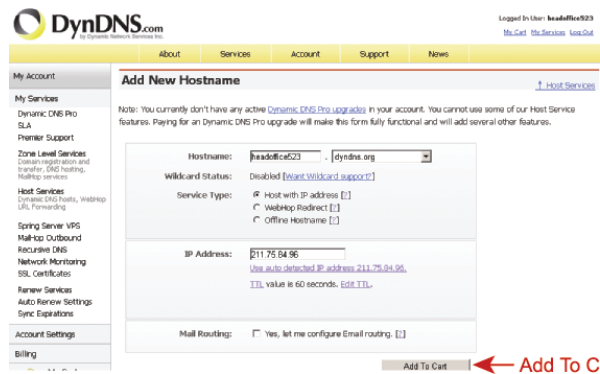 DynDNS.com
by Dynamic Network Services Inc.
Logged In User: headoffice523
My Cart My Services Log Out
About Services Account Support News
My Account
My Services
Dynamic DNS Pro
SLA
Premier Support
Zone Level Services
Domain registration and
transfer, DNS hosting,
MailHop services
Host Services
Dynamic DNS hosts, WebHop
URL Forwarding
Spring Server VPS
MailHop Outbound
Recursive DNS
Network Monitoring
SSL Certificates
Renew Services
Auto Renew Settings
Sync Expirations
Account Settings
Billing
Add New Hostname
↑ Host Services
Note: You currently don't have any active Dynamic DNS Pro upgrades in your account. You cannot use some of our Host Service
features. Paying for an Dynamic DNS Pro upgrade will make this form fully functional and will add several other features.
Hostname: headoffice523 . dyndns.org
Wildcard Status: Disabled [Want Wildcard support?]
Service Type: Host with IP address [?]
WebHop Redirect [?]
Offline Hostname [?]
IP Address: 211.75.84.96
Use auto detected IP address 211.75.84.96.
TTL value is 60 seconds. Edit TTL.
Mail Routing: Yes, let me configure Email routing. [?]
Add To Cart
Add To C